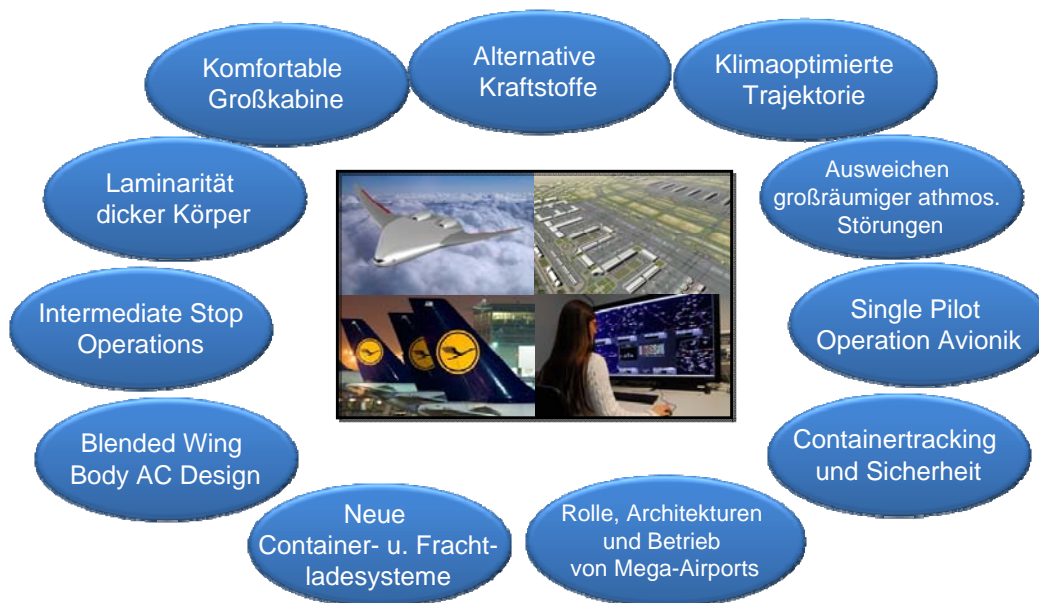 Komfortable
Großkabine
Alternative
Kraftstoffe
Klimaoptimierte
Trajektorie
Laminarität
dicker Körper
Ausweichen
großräumiger athmos.
Störungen
Intermediate Stop
Operations
Single Pilot
Operation Avionik
Blended Wing
Body AC Design
Containertracking
und Sicherheit
Neue
Container- u. Fracht-
ladesysteme
Rolle, Architekturen
und Betrieb
von Mega-Airports